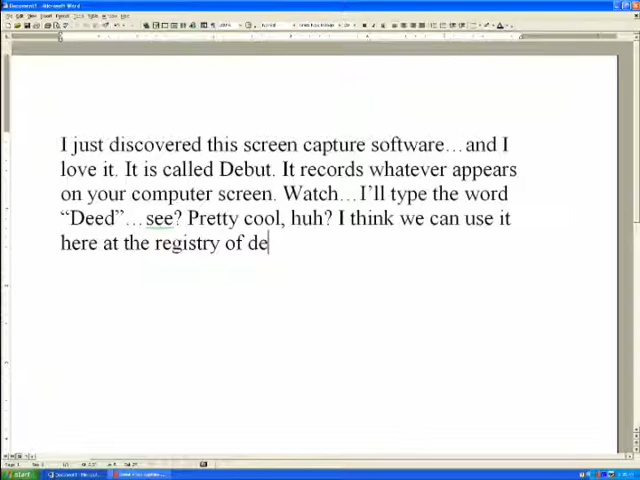 I just discovered this screen capture software…and I
love it. It is called Debut. It records whatever appears
on your computer screen. Watch…I’ll type the word
“Deed”…see? Pretty cool, huh? I think we can use it
here at the registry of de
start